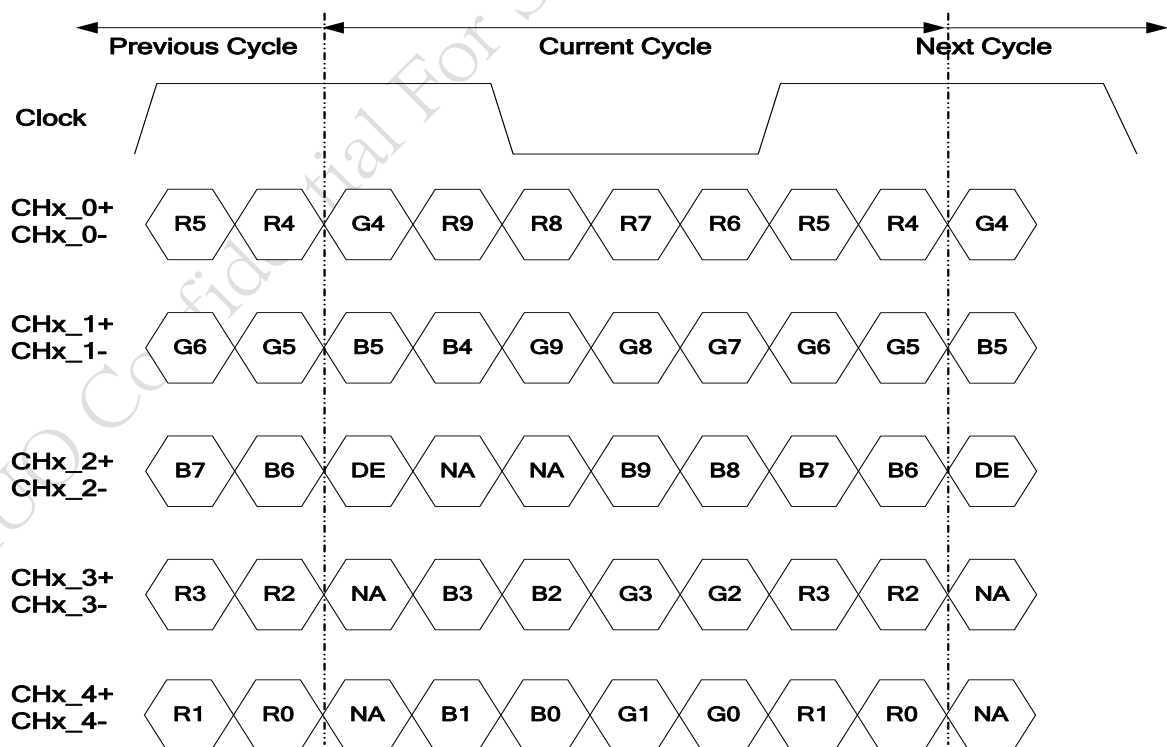 Previous Cycle Current Cycle Next Cycle
Clock
CHx_0+
CHx_0-
R5 R4 G4 R9 R8 R7 R6 R5 R4 G4
CHx_1+
CHx_1-
G6 G5 B5 B4 G9 G8 G7 G6 G5 B5
CHx_2+
CHx_2-
B7 B6 DE NA NA B9 B8 B7 B6 DE
CHx_3+
CHx_3-
R3 R2 NA B3 B2 G3 G2 R3 R2 NA
CHx_4+
CHx_4-
R1 R0 NA B1 B0 G1 G0 R1 R0 NA
Confidential For